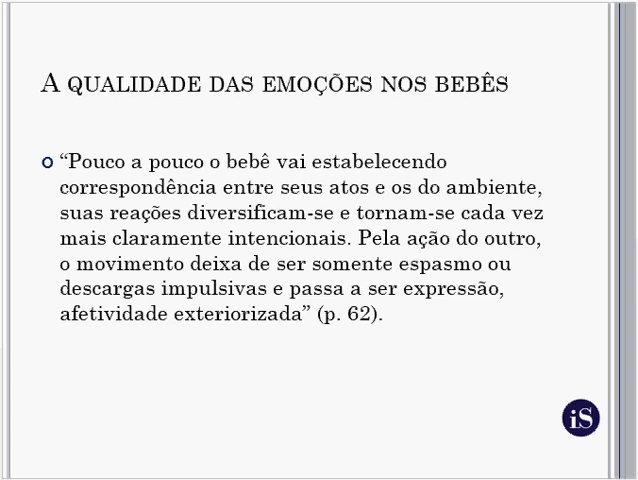 A QUALIDADE DAS EMOÇÕES NOS BEBÊS
“Pouco a pouco o bebê vai estabelecendo
correspondência entre seus atos e os do ambiente,
suas reações diversificam-se e tornam-se cada vez
mais claramente intencionais. Pela ação do outro,
o movimento deixa de ser somente espasmo ou
descargas impulsivas e passa a ser expressão,
afetividade exteriorizada” (p. 62).
iS